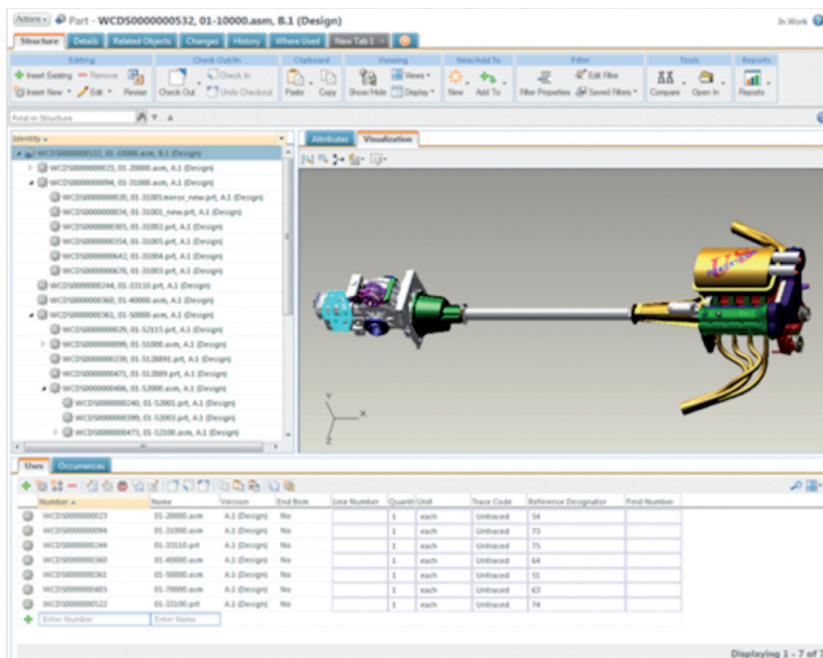 Actions Part - WCDS0000000532, 01-10000.asm, B.1 (Design) In Work
Structure Details Related Objects Changes History Where Used New Tab 1
Editing Check Out/In Clipboard Viewing New/Add To Filter Tools Reports
Insert Existing Remove Check In Views Edit Filter
Insert New Edit Revise Check Out Undo Checkout Paste Copy Show/Hide Display New Add To Filter Properties Saved Filters Compare Open In Reports
Find in Structure
Identity
WCDS0000000532, 01-10000.asm, B.1 (Design)
WCDS0000000023, 01-20000.asm, A.1 (Design)
WCDS0000000094, 01-31000.asm, A.1 (Design)
WCDS0000000020, 01-31001mirror_new.prt, A.1 (Design)
WCDS0000000034, 01-31001_new.prt, A.1 (Design)
WCDS0000000305, 01-31002.prt, A.1 (Design)
WCDS0000000354, 01-31005.prt, A.1 (Design)
WCDS0000000642, 01-31004.prt, A.1 (Design)
WCDS0000000678, 01-31003.prt, A.1 (Design)
WCDS0000000244, 01-33110.prt, A.1 (Design)
WCDS0000000360, 01-40000.asm, A.1 (Design)
WCDS0000000361, 01-50000.asm, A.1 (Design)
WCDS0000000029, 01-52115.prt, A.1 (Design)
WCDS0000000099, 01-51000.asm, A.1 (Design)
WCDS0000000239, 01-5128891.prt, A.1 (Design)
WCDS0000000471, 01-512889.prt, A.1 (Design)
WCDS0000000486, 01-52000.asm, A.1 (Design)
WCDS0000000240, 01-52001.prt, A.1 (Design)
WCDS0000000399, 01-52003.prt, A.1 (Design)
WCDS0000000473, 01-52100.asm, A.1 (Design)
Attributes Visualization
Y
X
Z
Uses Occurrences
Number Name Version End Item Line Number Quanti Unit Trace Code Reference Designator Find Number
WCDS0000000023 01-20000.asm A.1 (Design) No 1 each Untraced 54
WCDS0000000094 01-31000.asm A.1 (Design) No 1 each Untraced 73
WCDS0000000244 01-33110.prt A.1 (Design) No 1 each Untraced 75
WCDS0000000360 01-40000.asm A.1 (Design) No 1 each Untraced 64
WCDS0000000361 01-50000.asm A.1 (Design) No 1 each Untraced 51
WCDS0000000485 01-70000.asm A.1 (Design) No 1 each Untraced 63
WCDS0000000522 01-33100.prt A.1 (Design) No 1 each Untraced 74
Enter Number Enter Name
Displaying 1 - 7 of 7